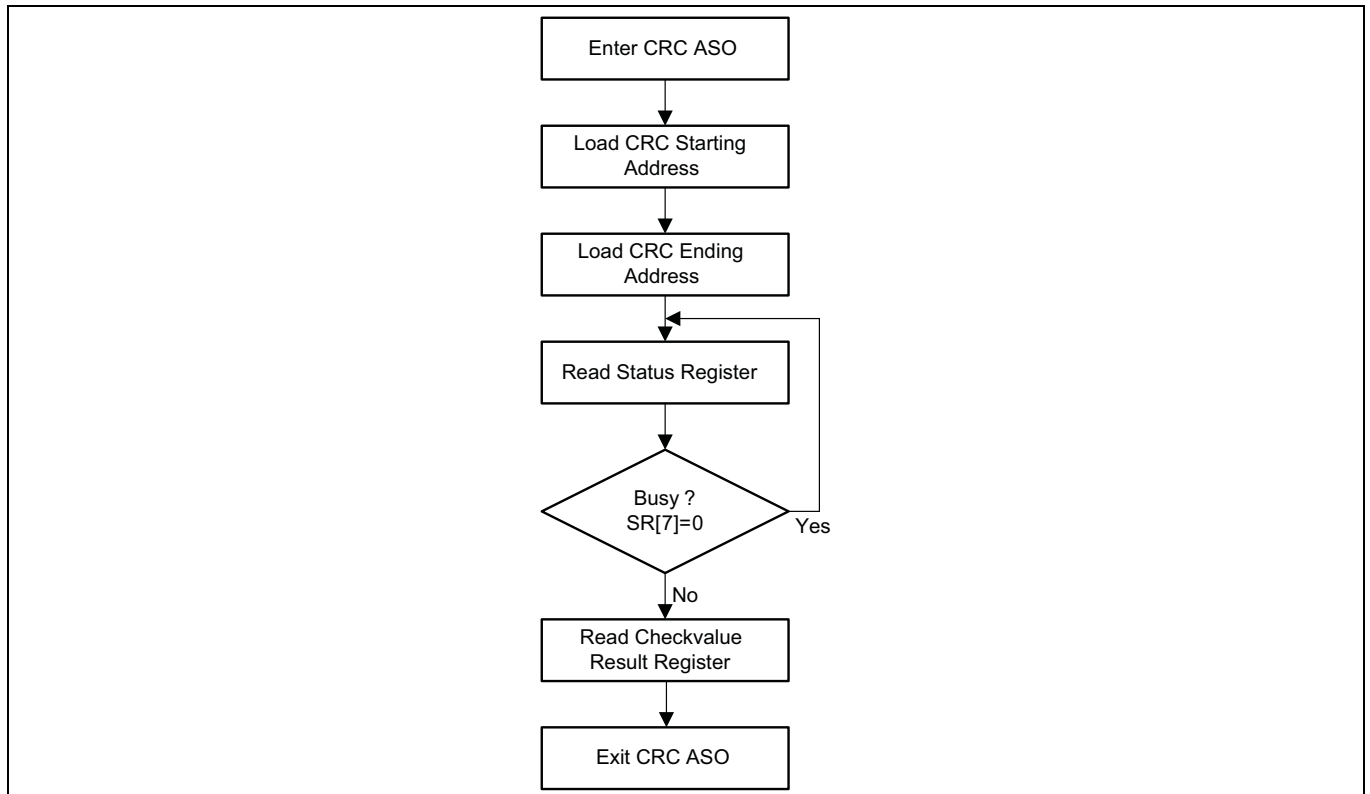 Enter CRC ASO
Load CRC Starting
Address
Load CRC Ending
Address
Read Status Register
Busy ?
SR[7]=0
Yes
No
Read Checkvalue
Result Register
Exit CRC ASO